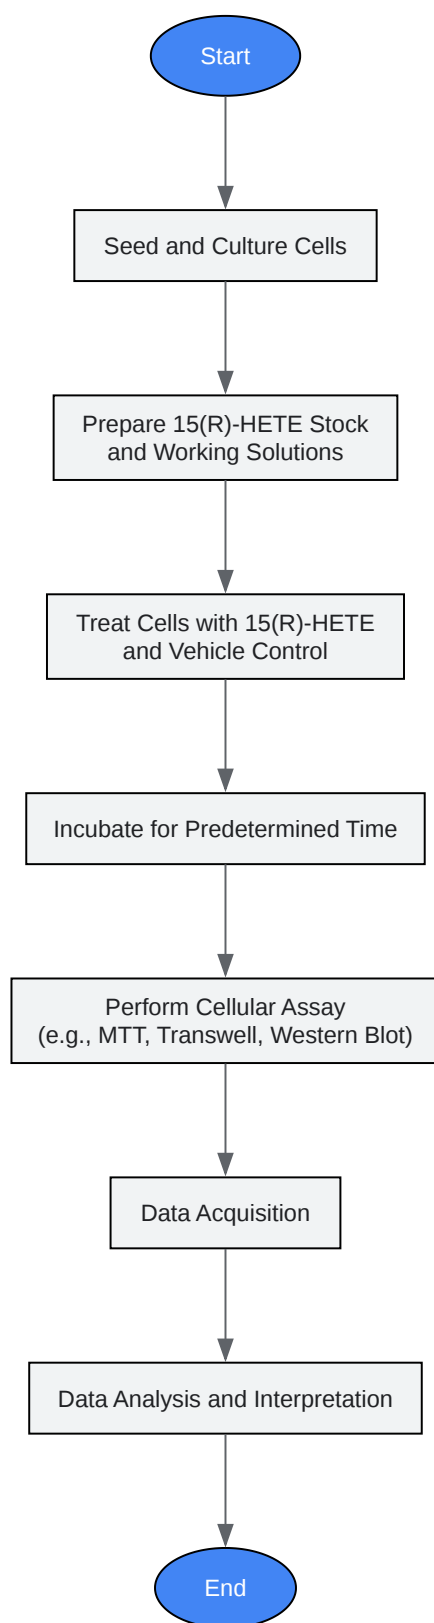 Start
Seed and Culture Cells
Prepare 15(R)-HETE Stock
and Working Solutions
Treat Cells with 15(R)-HETE
and Vehicle Control
Incubate for Predetermined Time
Perform Cellular Assay
(e.g., MTT, Transwell, Western Blot)
Data Acquisition
Data Analysis and Interpretation
End